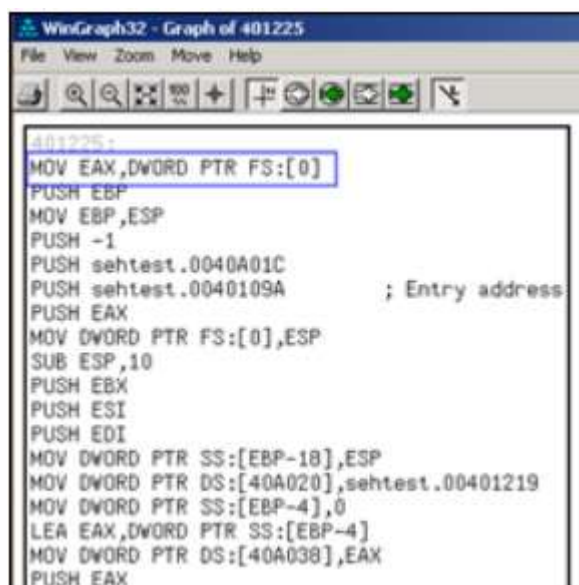 WinGraph32 - Graph of 401225
File View Zoom Move Help
401225:
MOV EAX,DWORD PTR FS:[0]
PUSH EBP
MOV EBP,ESP
PUSH -1
PUSH sehtest.0040A01C
PUSH sehtest.0040109A ; Entry address
PUSH EAX
MOV DWORD PTR FS:[0],ESP
SUB ESP,10
PUSH EBX
PUSH ESI
PUSH EDI
MOV DWORD PTR SS:[EBP-18],ESP
MOV DWORD PTR DS:[40A020],sehtest.00401219
MOV DWORD PTR SS:[EBP-4],0
LEA EAX,DWORD PTR SS:[EBP-4]
MOV DWORD PTR DS:[40A038],EAX
PUSH EAX